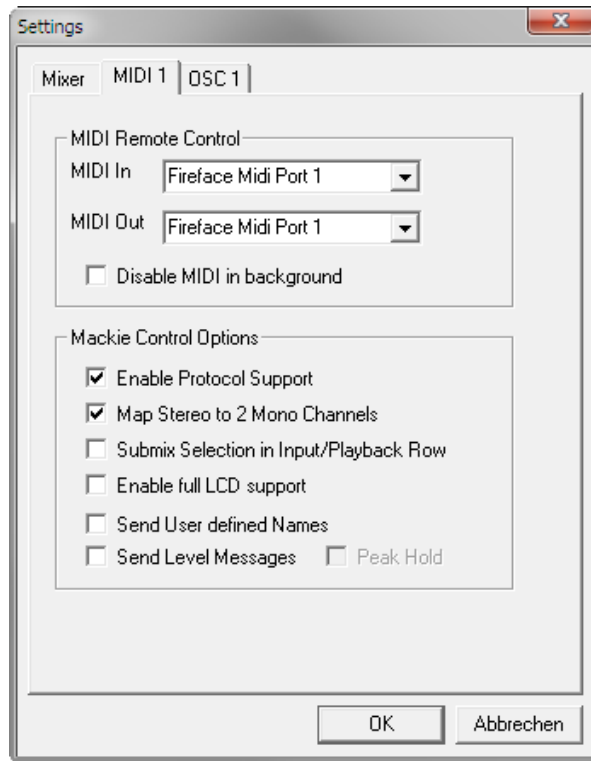 Settings
Mixer
MIDI 1
OSC 1
MIDI Remote Control
MIDI In
Fireface Midi Port 1
MIDI Out
Fireface Midi Port 1
Disable MIDI in background
Mackie Control Options
Enable Protocol Support
Map Stereo to 2 Mono Channels
Submix Selection in Input/Playback Row
Enable full LCD support
Send User defined Names
Send Level Messages
Peak Hold
OK
Abbrechen